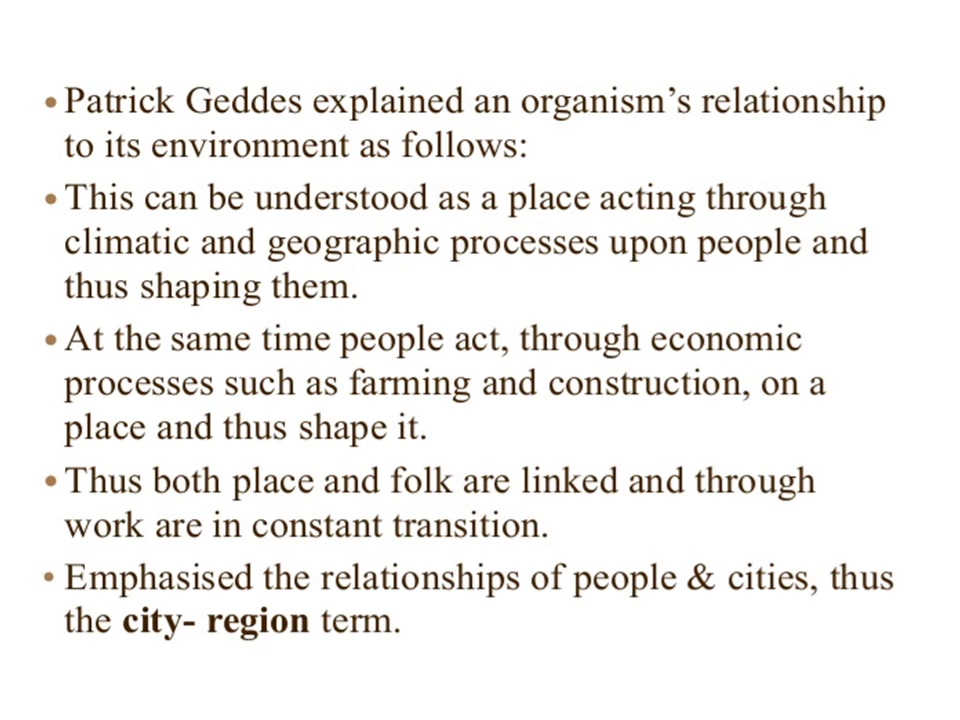 • Patrick Geddes explained an organism’s relationship
to its environment as follows:
• This can be understood as a place acting through
climatic and geographic processes upon people and
thus shaping them.
• At the same time people act, through economic
processes such as farming and construction, on a
place and thus shape it.
• Thus both place and folk are linked and through
work are in constant transition.
• Emphasised the relationships of people & cities, thus
the city- region term.